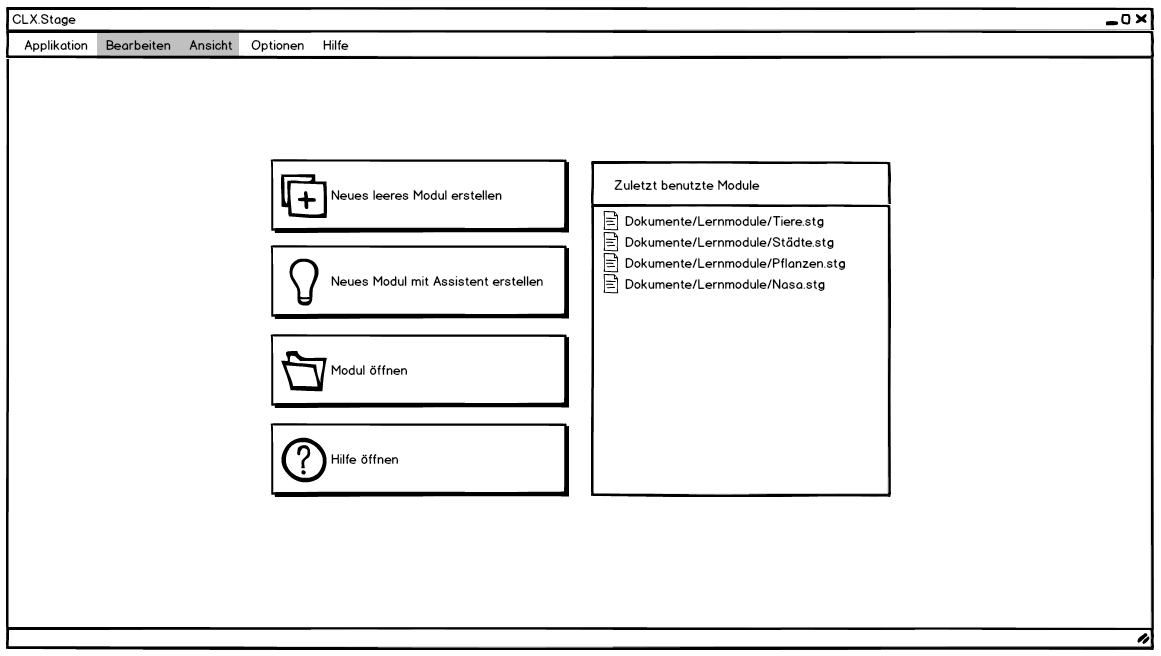 CLX.Stage
Applikation Bearbeiten Ansicht Optionen Hilfe
Neues leeres Modul erstellen
Neues Modul mit Assistent erstellen
Modul öffnen
Hilfe öffnen
Zuletzt benutzte Module
Dokumente/Lernmodule/Tiere.stg
Dokumente/Lernmodule/Städte.stg
Dokumente/Lernmodule/Pflanzen.stg
Dokumente/Lernmodule/Nasa.stg